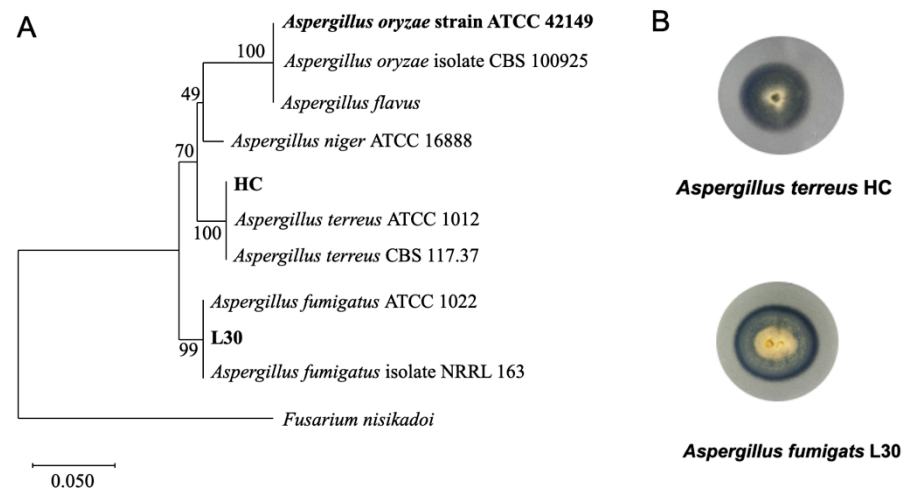 A
Aspergillus oryzae strain ATCC 42149
100
Aspergillus oryzae isolate CBS 100925
Aspergillus flavus
49
Aspergillus niger ATCC 16888
70
HC
Aspergillus terreus ATCC 1012
100
Aspergillus terreus CBS 117.37
Aspergillus fumigatus ATCC 1022
L30
99
Aspergillus fumigatus isolate NRRL 163
Fusarium nisikadoi
0.050
B
Aspergillus terreus HC
Aspergillus fumigats L30